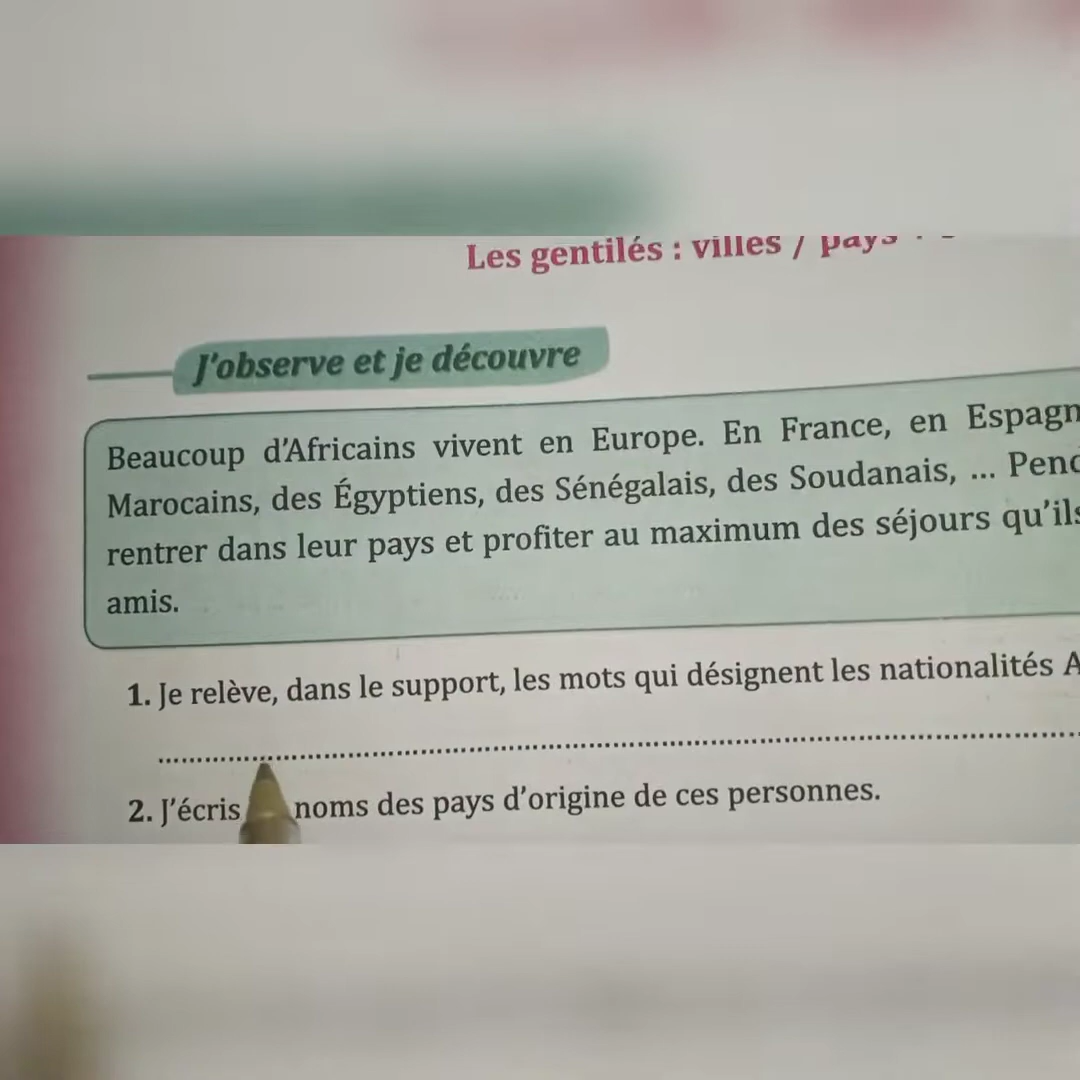 Les gentilés : villes / pays
J'observe et je découvre
Beaucoup d'Africains vivent en Europe. En France, en Espagn
Marocains, des Égyptiens, des Sénégalais, des Soudanais, ... Pend
rentrer dans leur pays et profiter au maximum des séjours qu'ils
amis.
1. Je relève, dans le support, les mots qui désignent les nationalités A
2. J'écris noms des pays d'origine de ces personnes.